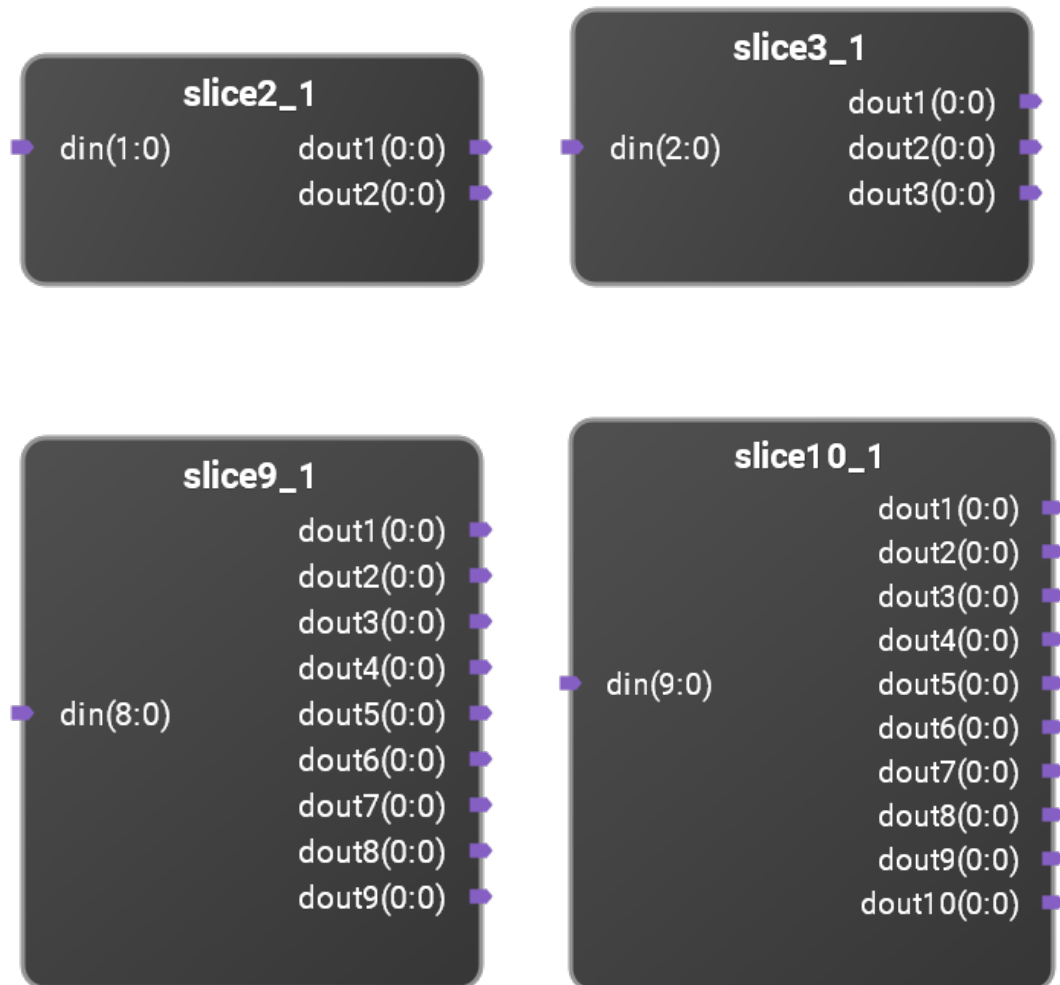 slice2_1
din(1:0)
dout1(0:0)
dout2(0:0)
slice3_1
dout1(0:0)
din(2:0)
dout2(0:0)
dout3(0:0)
slice9_1
dout1(0:0)
dout2(0:0)
dout3(0:0)
dout4(0:0)
din(8:0)
dout5(0:0)
dout6(0:0)
dout7(0:0)
dout8(0:0)
dout9(0:0)
slice10_1
dout1(0:0)
dout2(0:0)
dout3(0:0)
dout4(0:0)
din(9:0)
dout5(0:0)
dout6(0:0)
dout7(0:0)
dout8(0:0)
dout9(0:0)
dout10(0:0)